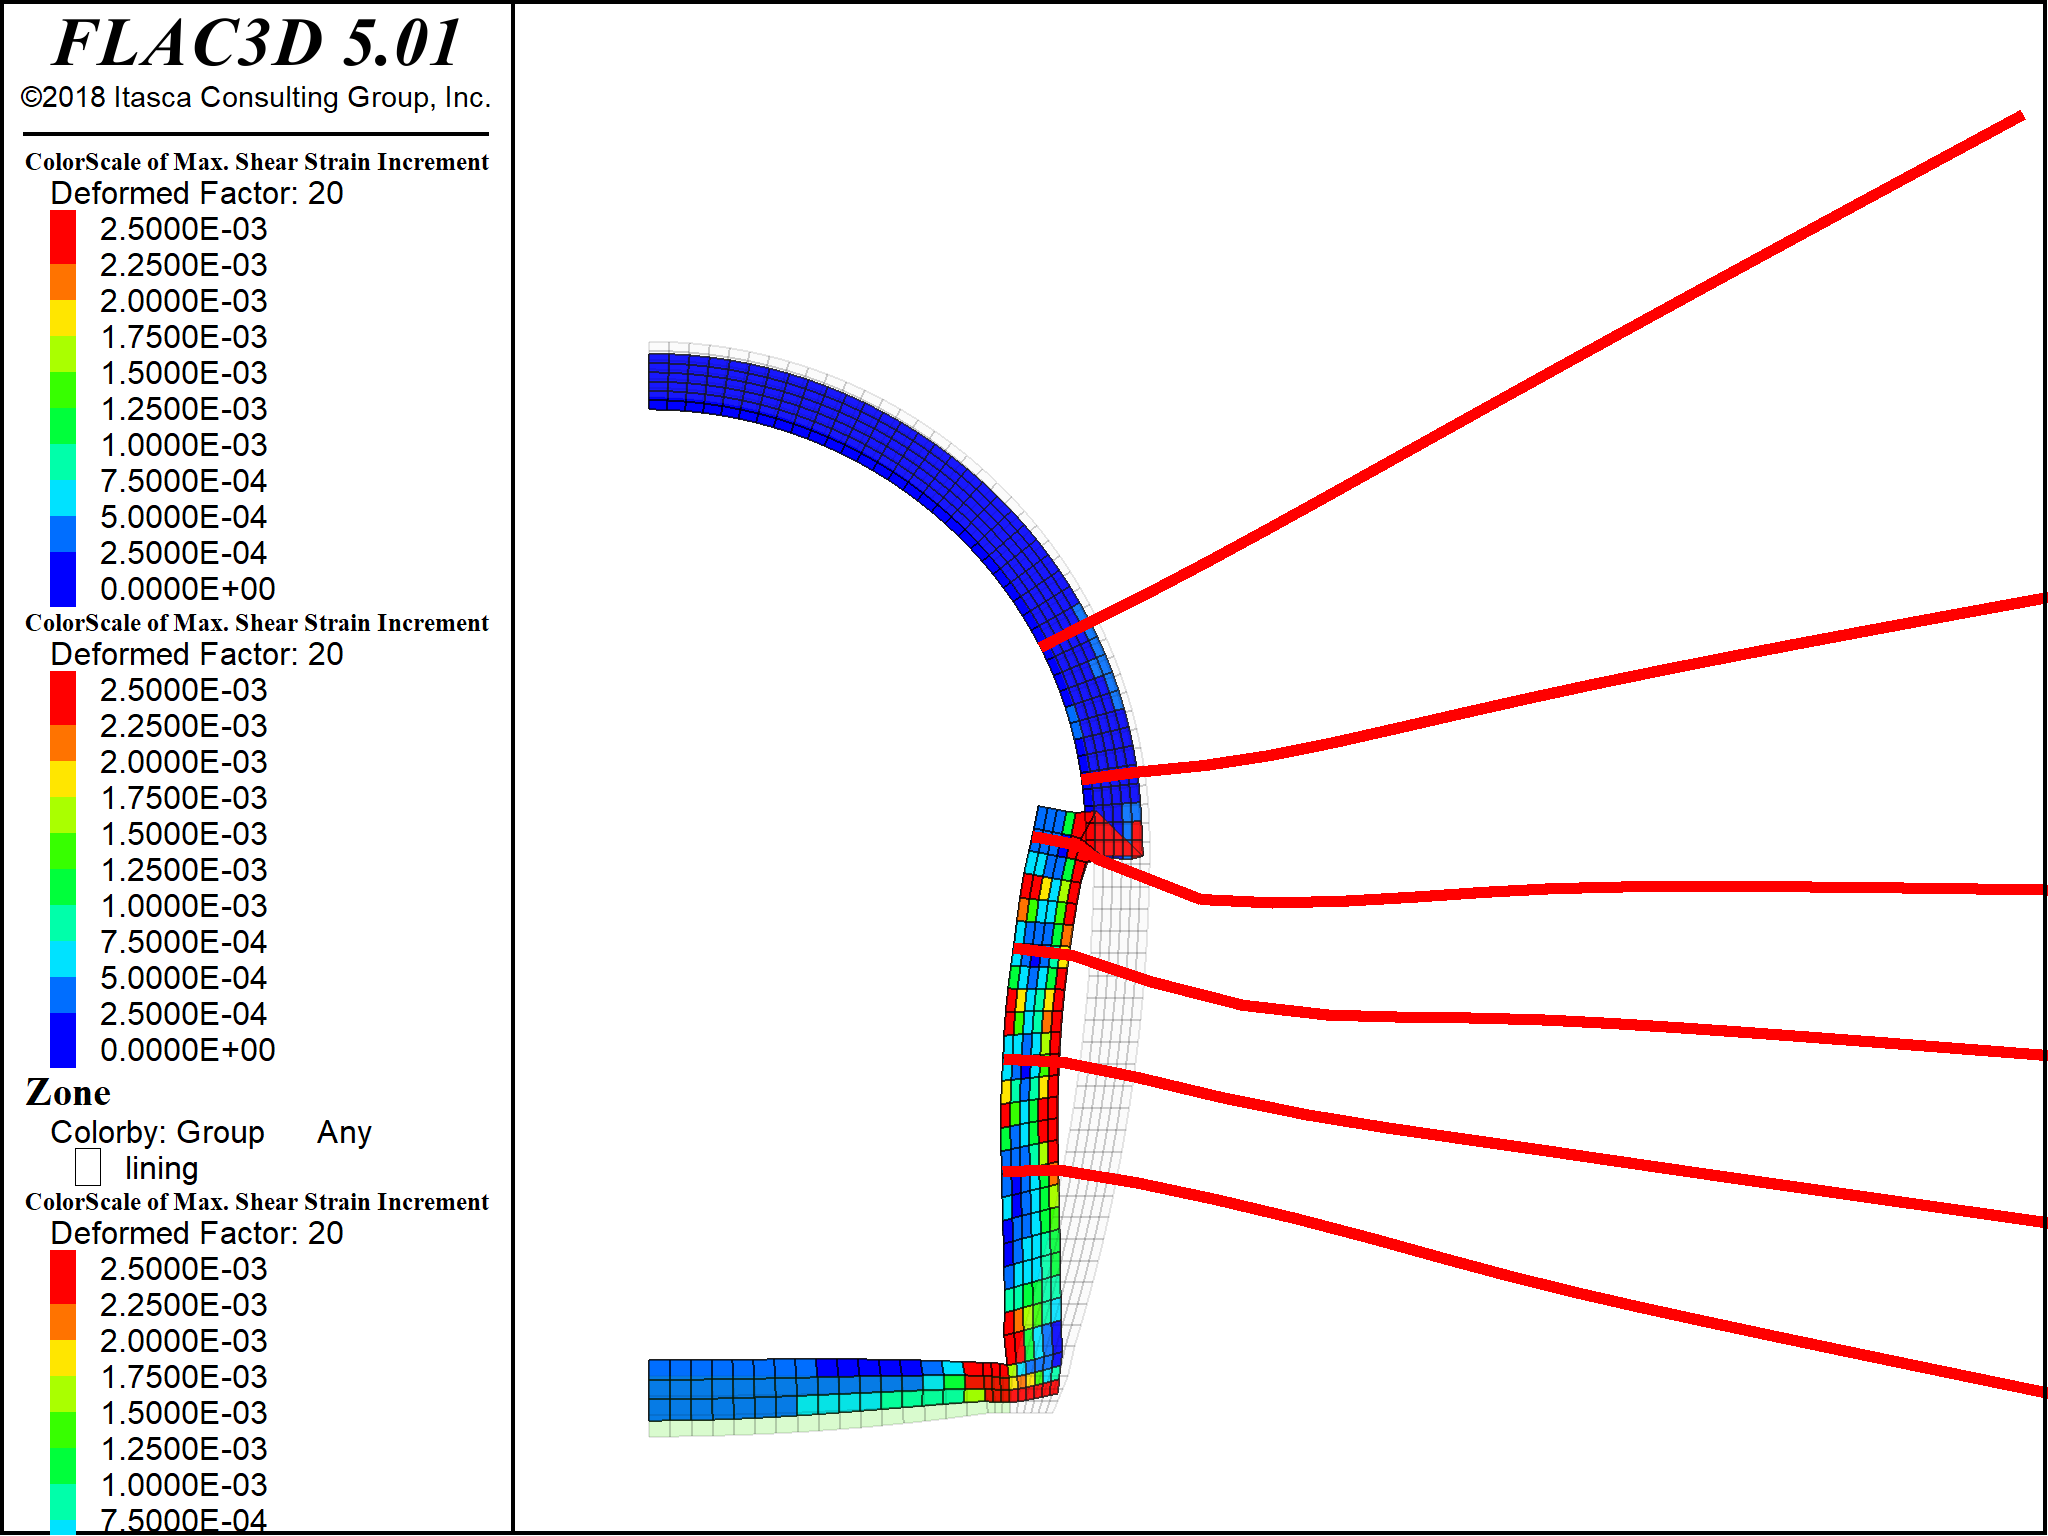 FLAC3D 5.01
©2018 Itasca Consulting Group, Inc.
ColorScale of Max. Shear Strain Increment
Deformed Factor: 20
2.5000E-03
2.2500E-03
2.0000E-03
1.7500E-03
1.5000E-03
1.2500E-03
1.0000E-03
7.5000E-04
5.0000E-04
2.5000E-04
0.0000E+00
ColorScale of Max. Shear Strain Increment
Deformed Factor: 20
2.5000E-03
2.2500E-03
2.0000E-03
1.7500E-03
1.5000E-03
1.2500E-03
1.0000E-03
7.5000E-04
5.0000E-04
2.5000E-04
0.0000E+00
Zone
Colorby: Group Any
lining
ColorScale of Max. Shear Strain Increment
Deformed Factor: 20
2.5000E-03
2.2500E-03
2.0000E-03
1.7500E-03
1.5000E-03
1.2500E-03
1.0000E-03
7.5000E-04